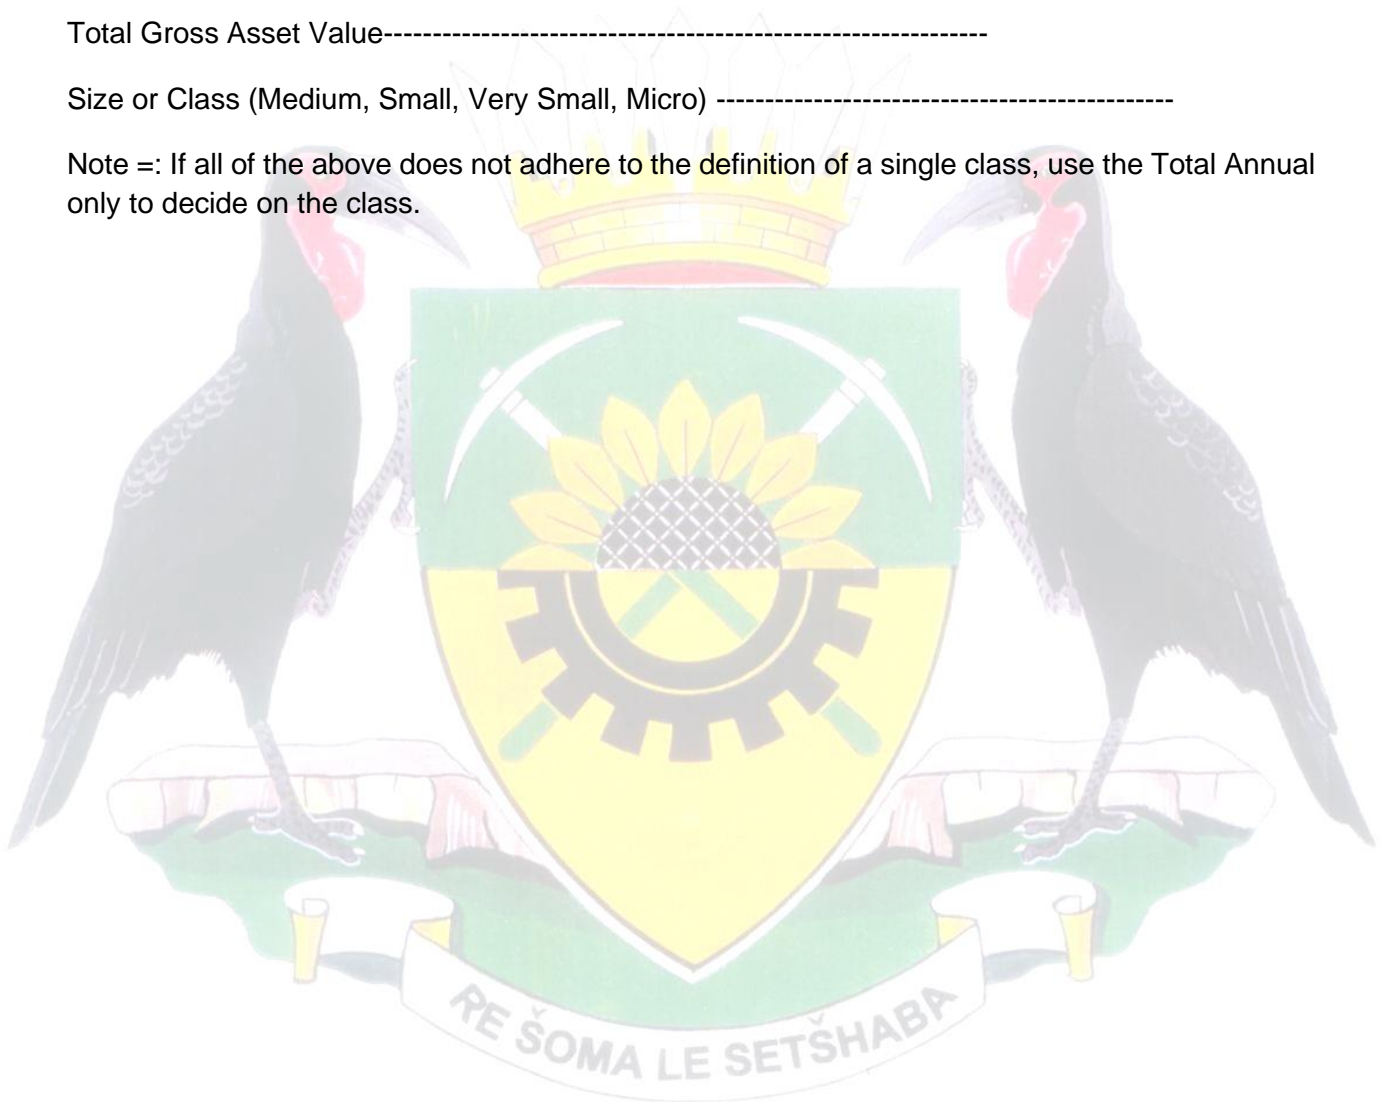 Total Gross Asset Value--------------------------------------------------------------
Size or Class (Medium, Small, Very Small, Micro) -----------------------------------------------
Note =: If all of the above does not adhere to the definition of a single class, use the Total Annual
only to decide on the class.
RE ŠOMA LE SETŠHABA